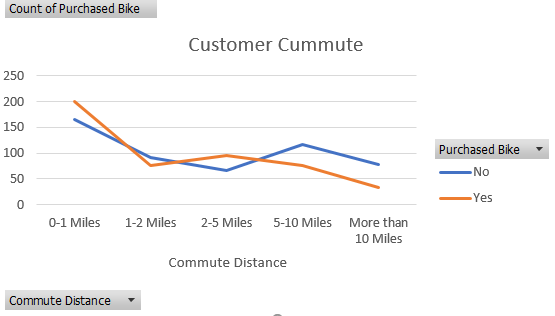 Count of Purchased Bike
Customer Cummute
250
200
150
100
50
0
0-1 Miles
1-2 Miles
2-5 Miles
5-10 Miles
More than
10 Miles
Commute Distance
Purchased Bike
No
Yes
Commute Distance